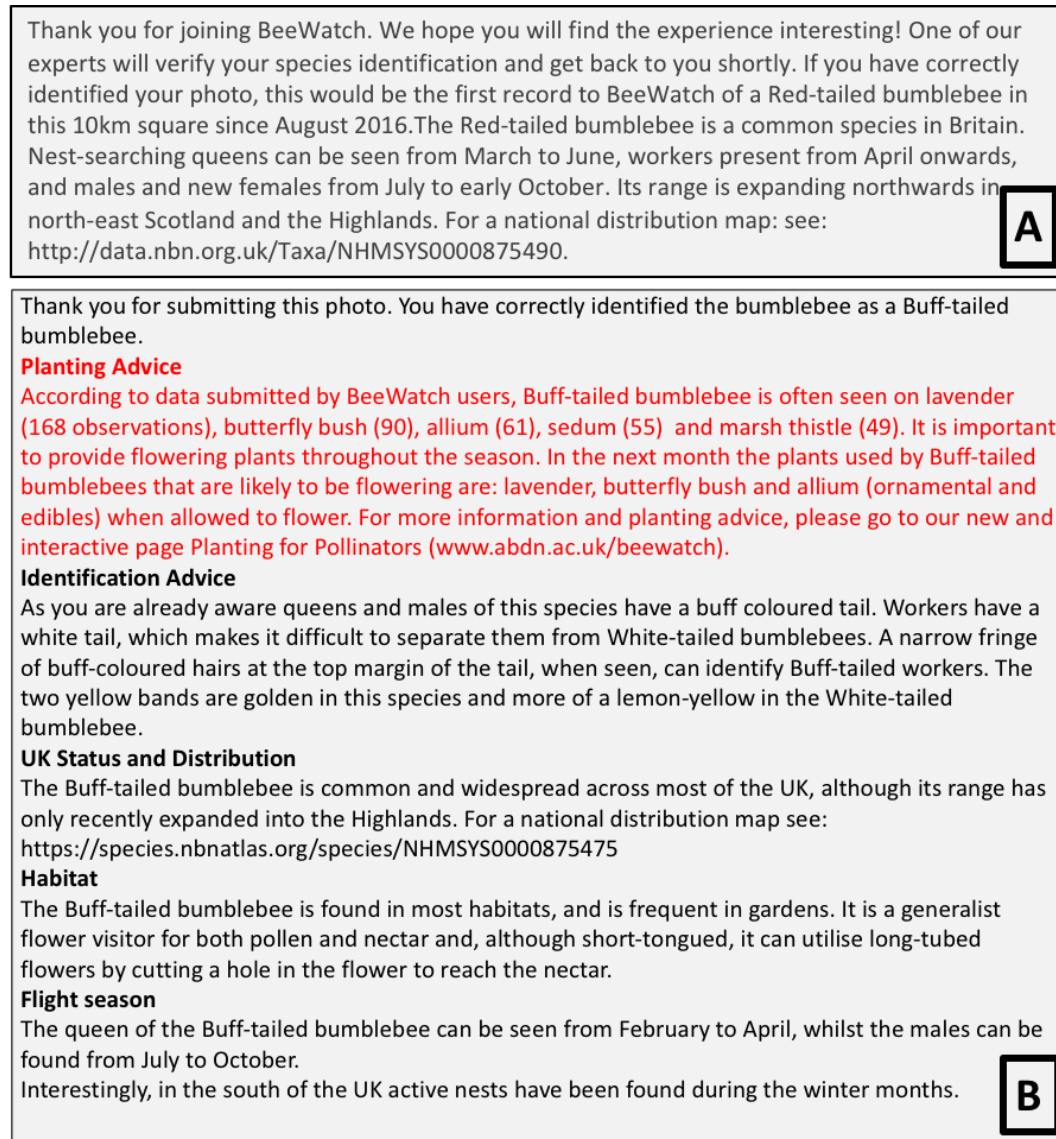 Thank you for joining BeeWatch. We hope you will find the experience interesting! One of our
experts will verify your species identification and get back to you shortly. If you have correctly
identified your photo, this would be the first record to BeeWatch of a Red-tailed bumblebee in
this 10km square since August 2016.The Red-tailed bumblebee is a common species in Britain.
Nest-searching queens can be seen from March to June, workers present from April onwards,
and males and new females from July to early October. Its range is expanding northwards in
north-east Scotland and the Highlands. For a national distribution map: see:
http://data.nbn.org.uk/Taxa/NHMSYS0000875490.
A
Thank you for submitting this photo. You have correctly identified the bumblebee as a Buff-tailed
bumblebee.
Planting Advice
According to data submitted by BeeWatch users, Buff-tailed bumblebee is often seen on lavender
(168 observations), butterfly bush (90), allium (61), sedum (55) and marsh thistle (49). It is important
to provide flowering plants throughout the season. In the next month the plants used by Buff-tailed
bumblebees that are likely to be flowering are: lavender, butterfly bush and allium (ornamental and
edibles) when allowed to flower. For more information and planting advice, please go to our new and
interactive page Planting for Pollinators (www.abdn.ac.uk/beewatch).
Identification Advice
As you are already aware queens and males of this species have a buff coloured tail. Workers have a
white tail, which makes it difficult to separate them from White-tailed bumblebees. A narrow fringe
of buff-coloured hairs at the top margin of the tail, when seen, can identify Buff-tailed workers. The
two yellow bands are golden in this species and more of a lemon-yellow in the White-tailed
bumblebee.
UK Status and Distribution
The Buff-tailed bumblebee is common and widespread across most of the UK, although its range has
only recently expanded into the Highlands. For a national distribution map see:
https://species.nbnatlas.org/species/NHMSYS0000875475
Habitat
The Buff-tailed bumblebee is found in most habitats, and is frequent in gardens. It is a generalist
flower visitor for both pollen and nectar and, although short-tongued, it can utilise long-tubed
flowers by cutting a hole in the flower to reach the nectar.
Flight season
The queen of the Buff-tailed bumblebee can be seen from February to April, whilst the males can be
found from July to October.
Interestingly, in the south of the UK active nests have been found during the winter months.
B